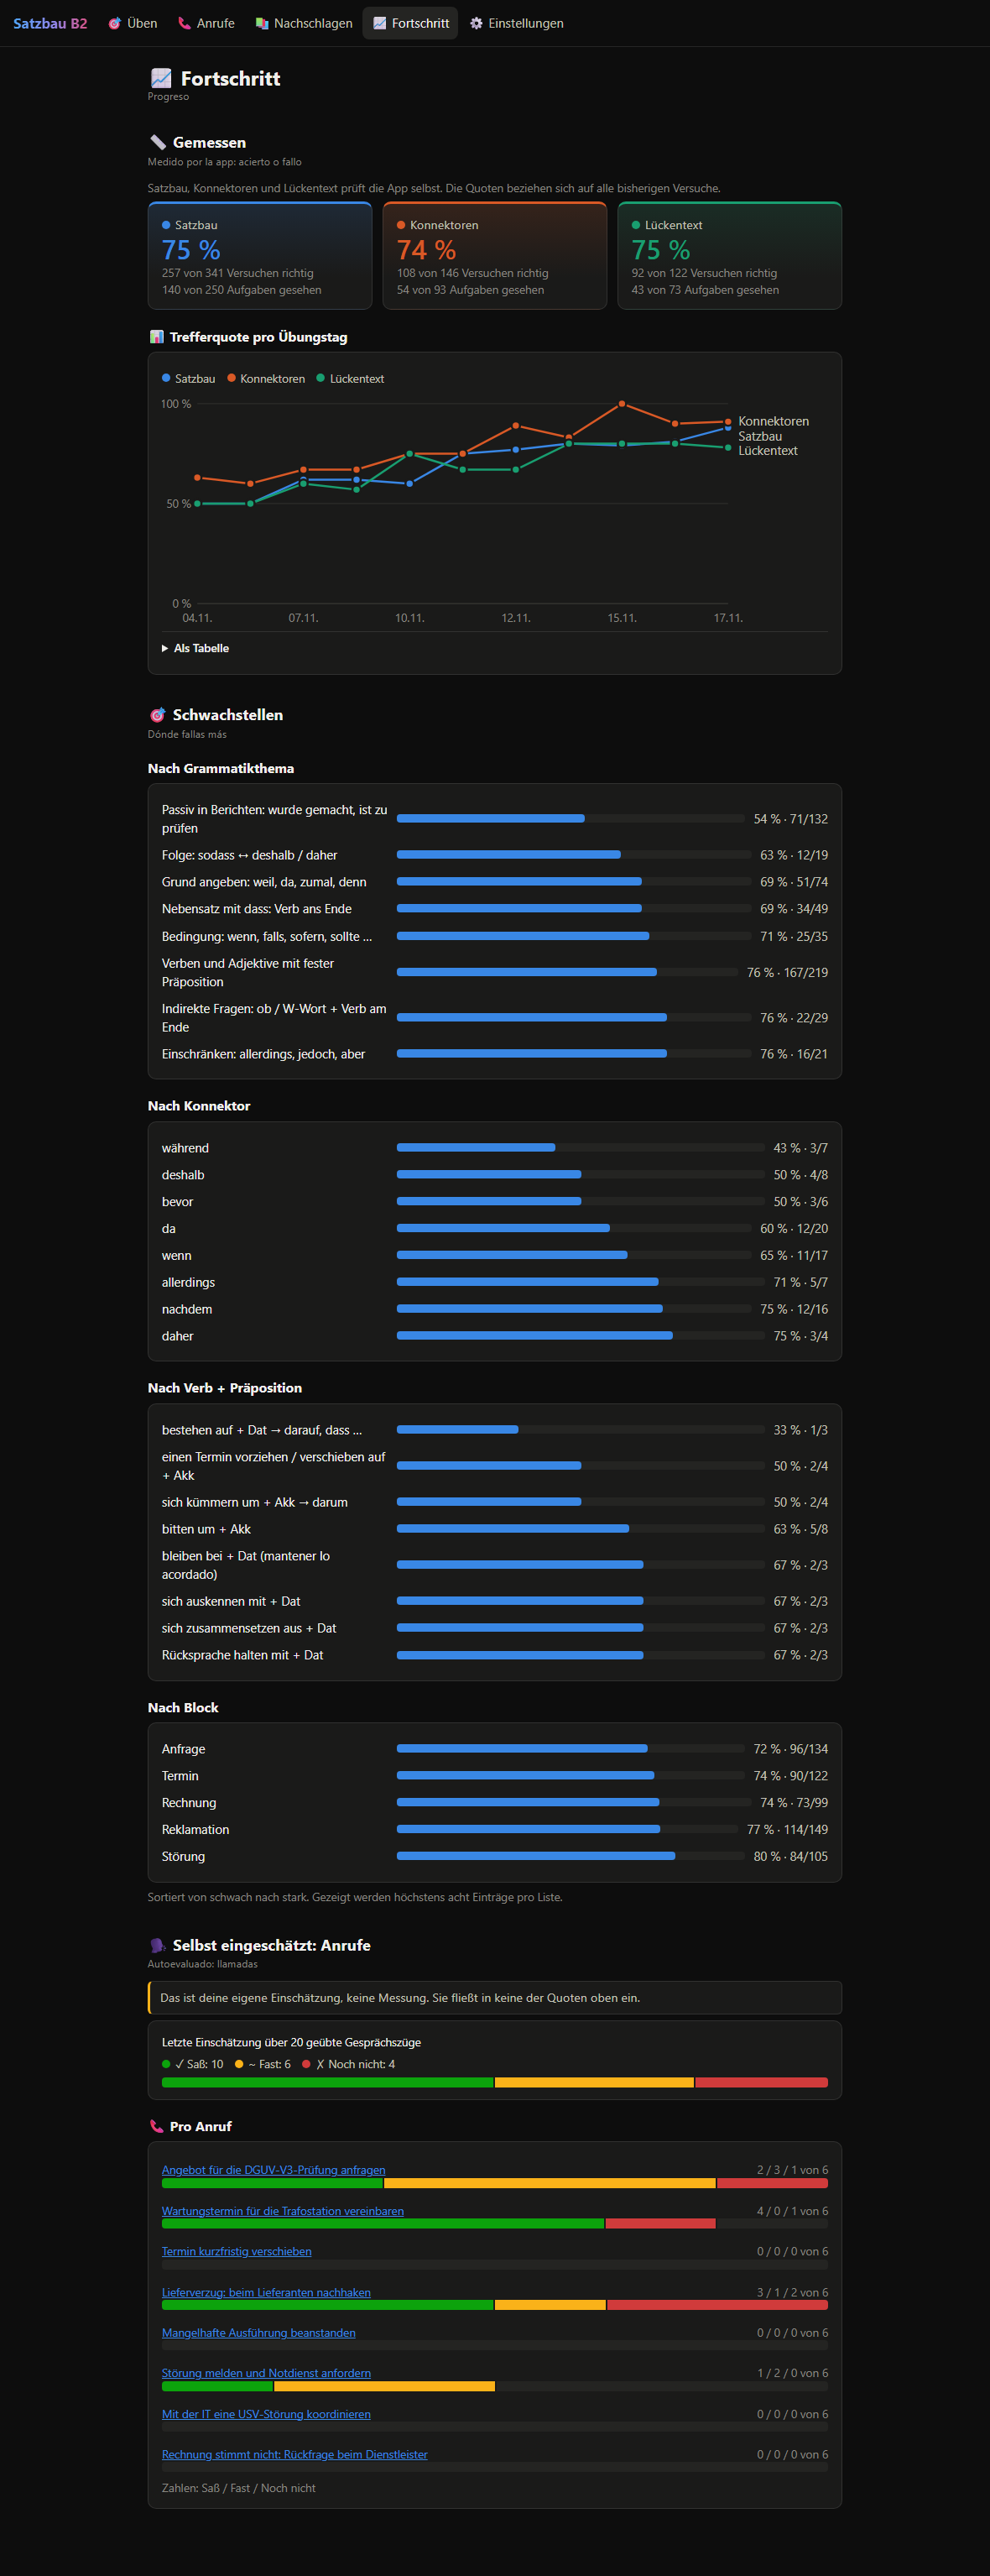 Satzbau B2 Üben Anrufe Nachschlagen Fortschritt Einstellungen
Fortschritt
Progreso
Gemessen
Medido por la app: acierto o fallo
Satzbau, Konnektoren und Lückentext prüft die App selbst. Die Quoten beziehen sich auf alle bisherigen Versuche.
Satzbau
75 %
257 von 341 Versuchen richtig
140 von 250 Aufgaben gesehen
Konnektoren
74 %
108 von 146 Versuchen richtig
54 von 93 Aufgaben gesehen
Lückentext
75 %
92 von 122 Versuchen richtig
43 von 73 Aufgaben gesehen
Trefferquote pro Übungstag
Satzbau Konnektoren Lückentext
100 %
50 %
0 %
Konnektoren
Satzbau
Lückentext
04.11. 07.11. 10.11. 12.11. 15.11. 17.11.
▶ Als Tabelle
Schwachstellen
Dónde fallas más
Nach Grammatikthema
Passiv in Berichten: wurde gemacht, ist zu
prüfen
54 % · 71/132
Folge: sodass ↔ deshalb / daher 63 % · 12/19
Grund angeben: weil, da, zumal, denn 69 % · 51/74
Nebensatz mit dass: Verb ans Ende 69 % · 34/49
Bedingung: wenn, falls, sofern, sollte … 71 % · 25/35
Verben und Adjektive mit fester
Präposition
76 % · 167/219
Indirekte Fragen: ob / W-Wort + Verb am
Ende
76 % · 22/29
Einschränken: allerdings, jedoch, aber 76 % · 16/21
Nach Konnektor
während 43 % · 3/7
deshalb 50 % · 4/8
bevor 50 % · 3/6
da 60 % · 12/20
wenn 65 % · 11/17
allerdings 71 % · 5/7
nachdem 75 % · 12/16
daher 75 % · 3/4
Nach Verb + Präposition
bestehen auf + Dat → darauf, dass … 33 % · 1/3
einen Termin vorziehen / verschieben auf
+ Akk
50 % · 2/4
sich kümmern um + Akk → darum 50 % · 2/4
bitten um + Akk 63 % · 5/8
bleiben bei + Dat (mantener lo
acordado)
67 % · 2/3
sich auskennen mit + Dat 67 % · 2/3
sich zusammensetzen aus + Dat 67 % · 2/3
Rücksprache halten mit + Dat 67 % · 2/3
Nach Block
Anfrage 72 % · 96/134
Termin 74 % · 90/122
Rechnung 74 % · 73/99
Reklamation 77 % · 114/149
Störung 80 % · 84/105
Sortiert von schwach nach stark. Gezeigt werden höchstens acht Einträge pro Liste.
Selbst eingeschätzt: Anrufe
Autoevaluado: llamadas
Das ist deine eigene Einschätzung, keine Messung. Sie fließt in keine der Quoten oben ein.
Letzte Einschätzung über 20 geübte Gesprächszüge
✓ Saß: 10 ~ Fast: 6 ✗ Noch nicht: 4
Pro Anruf
Angebot für die DGUV-V3-Prüfung anfragen 2 / 3 / 1 von 6
Wartungstermin für die Trafostation vereinbaren 4 / 0 / 1 von 6
Termin kurzfristig verschieben 0 / 0 / 0 von 6
Lieferverzug: beim Lieferanten nachhaken 3 / 1 / 2 von 6
Mangelhafte Ausführung beanstanden 0 / 0 / 0 von 6
Störung melden und Notdienst anfordern 1 / 2 / 0 von 6
Mit der IT eine USV-Störung koordinieren 0 / 0 / 0 von 6
Rechnung stimmt nicht: Rückfrage beim Dienstleister 0 / 0 / 0 von 6
Zahlen: Saß / Fast / Noch nicht